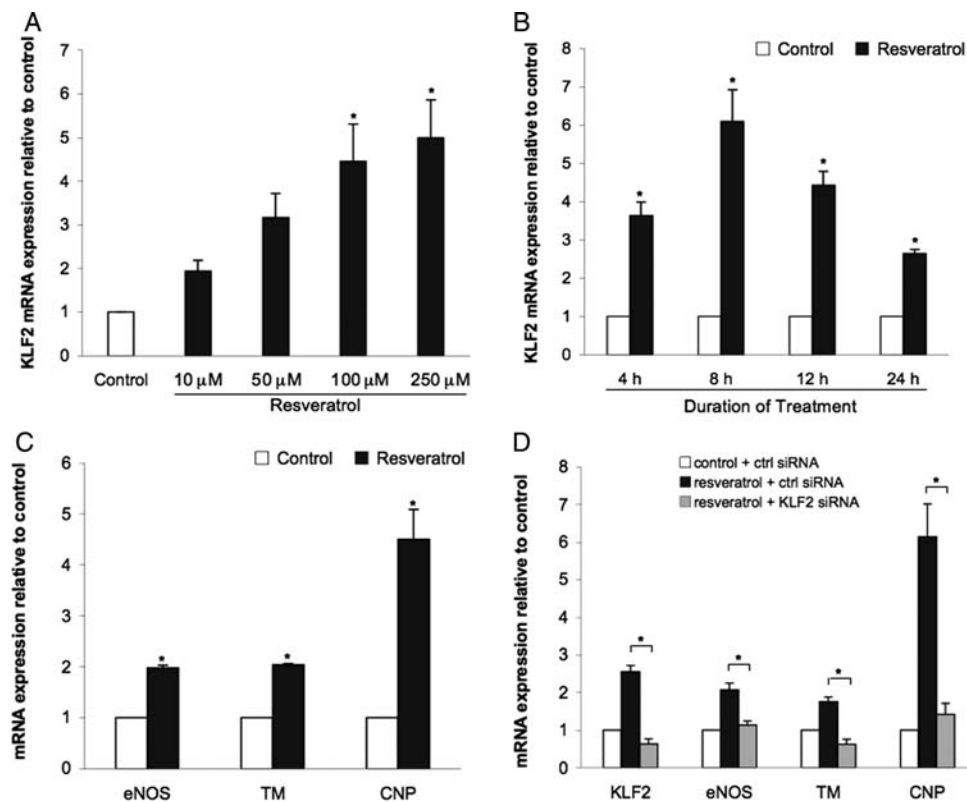 A
KLF2 mRNA expression relative to control
7
6
5
4
3
2
1
0
* *
Control 10 µM 50 µM 100 µM 250 µM
Resveratrol
B
Control Resveratrol
KLF2 mRNA expression relative to control
8
7
6
5
4
3
2
1
0
* * * *
4 h 8 h 12 h 24 h
Duration of Treatment
C
Control Resveratrol
mRNA expression relative to control
6
5
4
3
2
1
0
* * *
eNOS TM CNP
D
control + ctrl siRNA
resveratrol + ctrl siRNA
resveratrol + KLF2 siRNA
mRNA expression relative to control
8
7
6
5
4
3
2
1
0
* * * *
KLF2 eNOS TM CNP